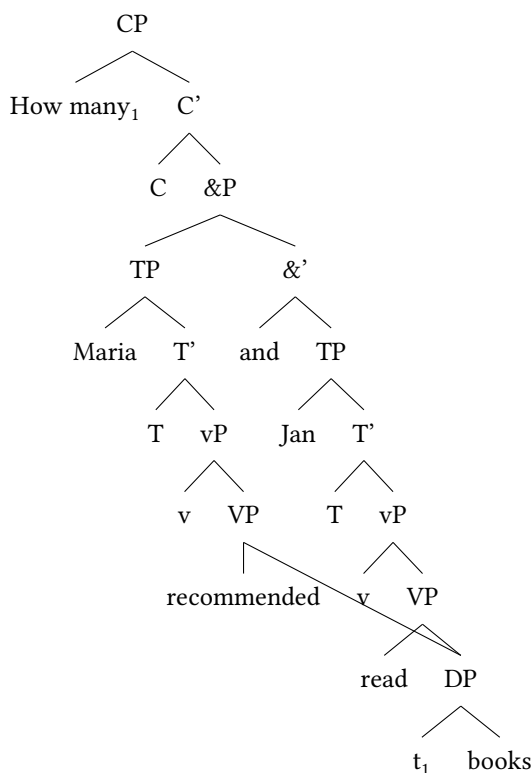 CP
How many₁ C’
C &P
TP &’
Maria T’ and TP
T vP Jan T’
v VP T vP
recommended v VP
read DP
t₁ books